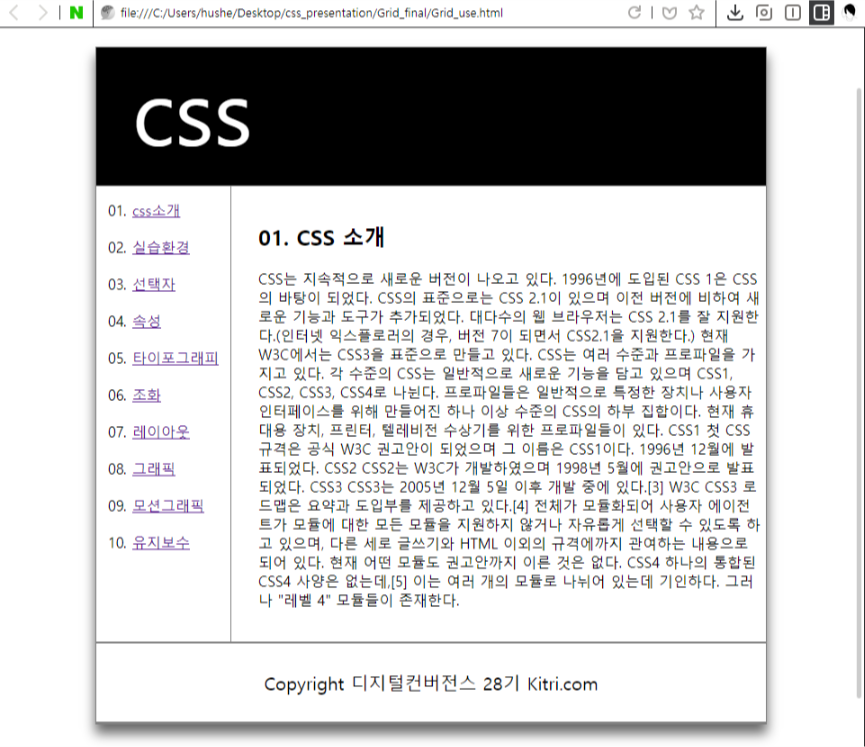 N
file:///C:/Users/hushe/Desktop/css_presentation/Grid_final/Grid_use.html
CSS
01. css소개
02. 실습환경
03. 선택자
04. 속성
05. 타이포그래피
06. 조화
07. 레이아웃
08. 그래픽
09. 모션그래픽
10. 유지보수
01. CSS 소개
CSS는 지속적으로 새로운 버전이 나오고 있다. 1996년에 도입된 CSS 1은 CSS
의 바탕이 되었다. CSS의 표준으로는 CSS 2.1이 있으며 이전 버전에 비하여 새
로운 기능과 도구가 추가되었다. 대다수의 웹 브라우저는 CSS 2.1를 잘 지원한
다.(인터넷 익스플로러의 경우, 버전 7이 되면서 CSS2.1을 지원한다.) 현재
W3C에서는 CSS3을 표준으로 만들고 있다. CSS는 여러 수준과 프로파일을 가
지고 있다. 각 수준의 CSS는 일반적으로 새로운 기능을 담고 있으며 CSS1,
CSS2, CSS3, CSS4로 나뉜다. 프로파일들은 일반적으로 특정한 장치나 사용자
인터페이스를 위해 만들어진 하나 이상 수준의 CSS의 하부 집합이다. 현재 휴
대용 장치, 프린터, 텔레비전 수상기를 위한 프로파일들이 있다. CSS1 첫 CSS
규격은 공식 W3C 권고안이 되었으며 그 이름은 CSS1이다. 1996년 12월에 발
표되었다. CSS2 CSS2는 W3C가 개발하였으며 1998년 5월에 권고안으로 발표
되었다. CSS3 CSS3는 2005년 12월 5일 이후 개발 중에 있다.[3] W3C CSS3 로
드맵은 요약과 도입부를 제공하고 있다.[4] 전체가 모듈화되어 사용자 에이전
트가 모듈에 대한 모든 모듈을 지원하지 않거나 자유롭게 선택할 수 있도록 하
고 있으며, 다른 세로 글쓰기와 HTML 이외의 규격에까지 관여하는 내용으로
되어 있다. 현재 어떤 모듈도 권고안까지 이른 것은 없다. CSS4 하나의 통합된
CSS4 사양은 없는데,[5] 이는 여러 개의 모듈로 나뉘어 있는데 기인하다. 그러
나 "레벨 4" 모듈들이 존재한다.
Copyright 디지털컨버전스 28기 Kitri.com